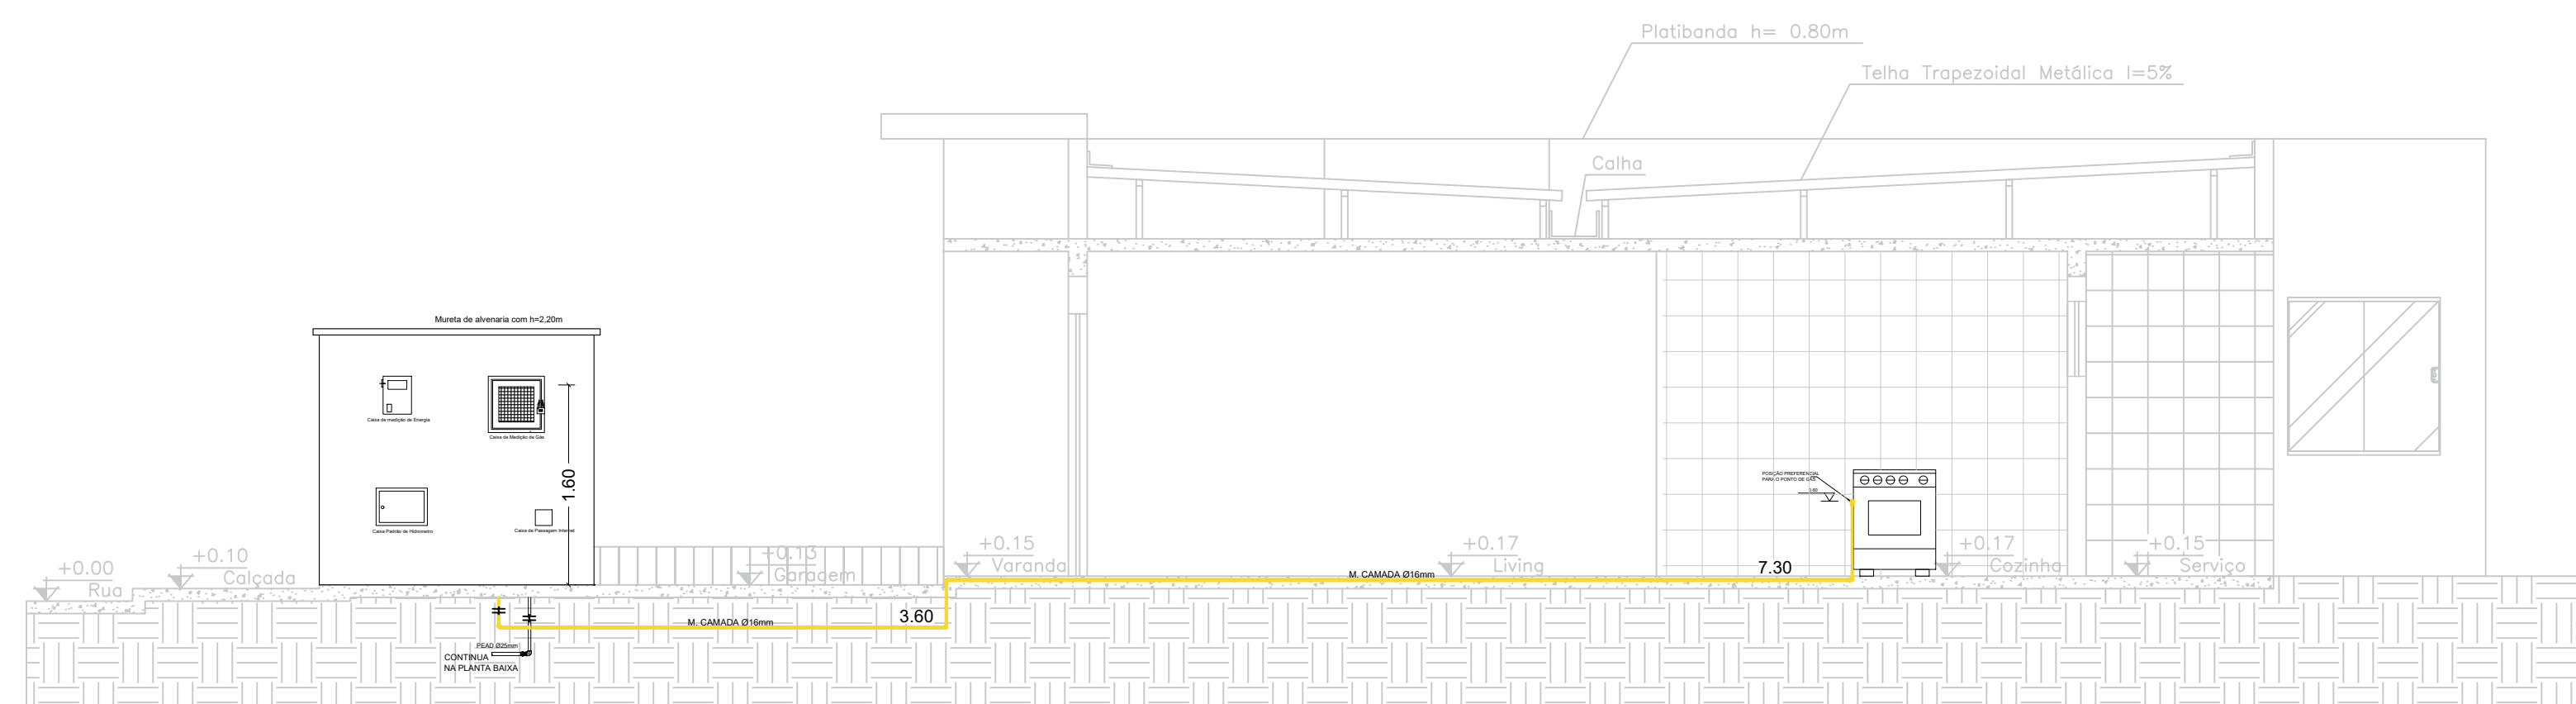 Platibanda h= 0.80m
Telha Trapezoidal Metálica I=5%
Calha
Mureta de alvenaria com h=2,20m
Caixa de medição de Energia
Caixa de Medição de Gás
1.60
Caixa Padrão de Hidrometro
Caixa de Passagem Internet
POSIÇÃO PREFERENCIAL
PARA O PONTO DE GÁS
+0.00
Rua
+0.10
Calçada
+0.13
Garagem
+0.15
Varanda
+0.17
Living
+0.17
Cozinha
+0.15
Serviço
M. CAMADA Ø16mm
7.30
M. CAMADA Ø16mm
3.60
PEAD Ø25mm
CONTINUA
NA PLANTA BAIXA